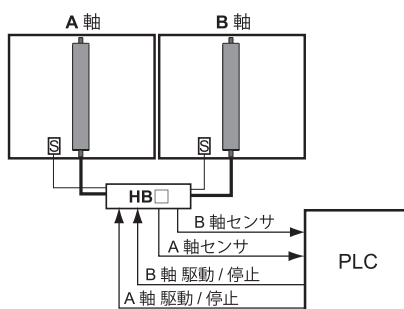 A 軸
B 軸
S
S
HB□
B 軸センサ
A 軸センサ
B 軸 駆動 / 停止
A 軸 駆動 / 停止
PLC